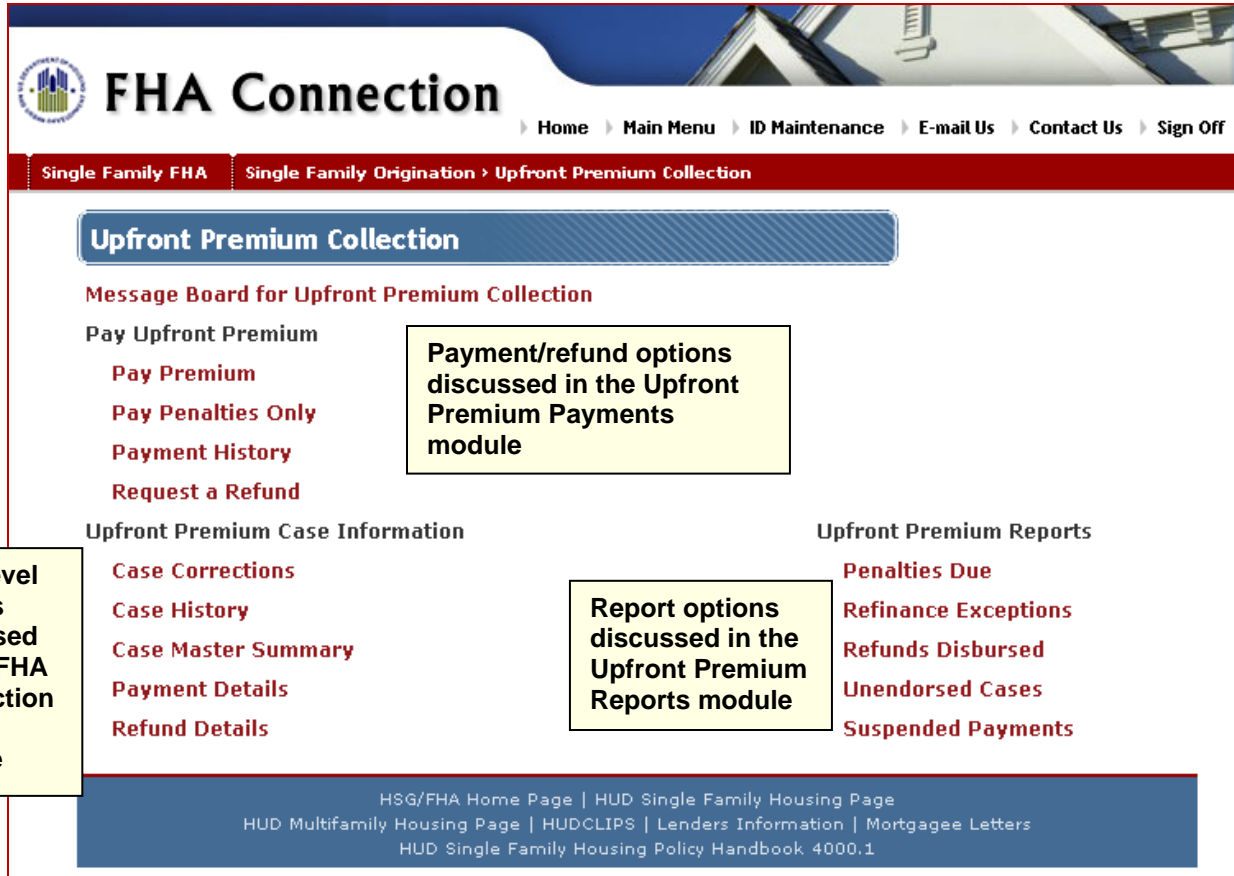 FHA Connection
Home Main Menu ID Maintenance E-mail Us Contact Us Sign Off
Single Family FHA Single Family Origination › Upfront Premium Collection
Upfront Premium Collection
Message Board for Upfront Premium Collection
Pay Upfront Premium
Pay Premium
Pay Penalties Only
Payment History
Request a Refund
Payment/refund options
discussed in the Upfront
Premium Payments
module
Upfront Premium Case Information
Case Corrections
Case History
Case Master Summary
Payment Details
Refund Details
FHA
Report options
discussed in the
Upfront Premium
Reports module
Upfront Premium Reports
Penalties Due
Refinance Exceptions
Refunds Disbursed
Unendorsed Cases
Suspended Payments
HSG/FHA Home Page | HUD Single Family Housing Page
HUD Multifamily Housing Page | HUDCLIPS | Lenders Information | Mortgagee Letters
HUD Single Family Housing Policy Handbook 4000.1